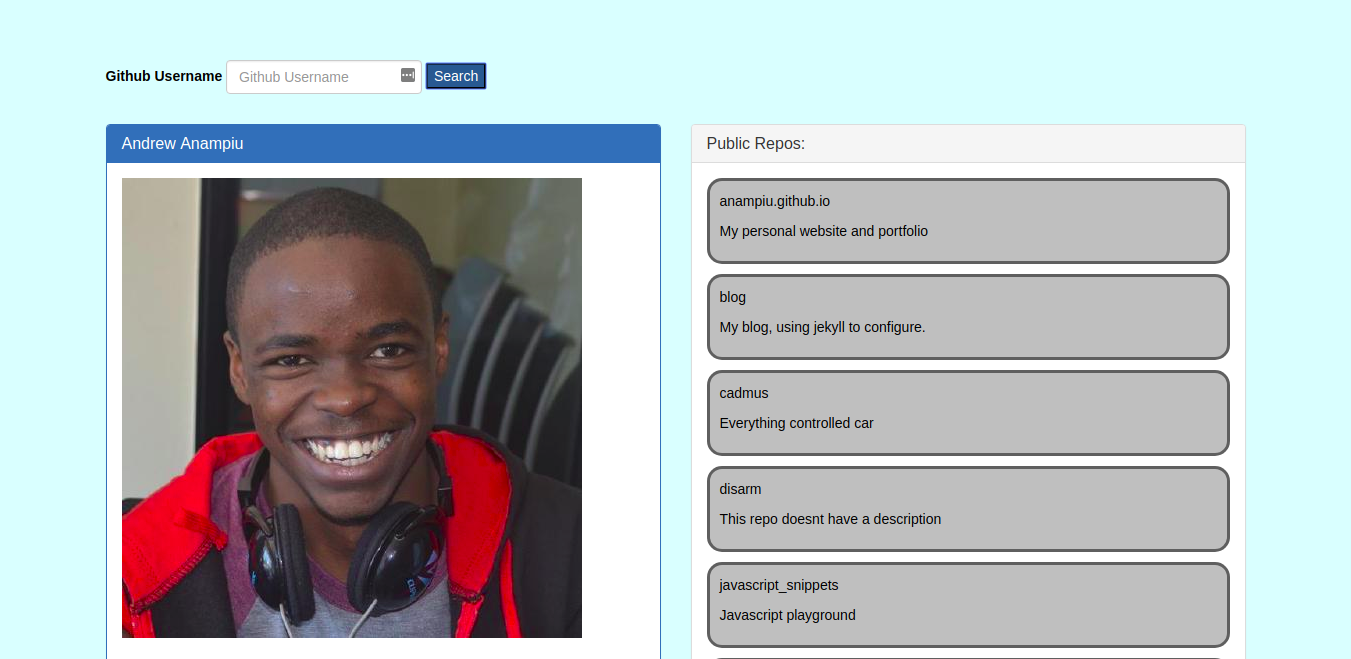 Github Username Github Username Search
Andrew Anampiu
Public Repos:
anampiu.github.io
My personal website and portfolio
blog
My blog, using jekyll to configure.
cadmus
Everything controlled car
disarm
This repo doesnt have a description
javascript_snippets
Javascript playground